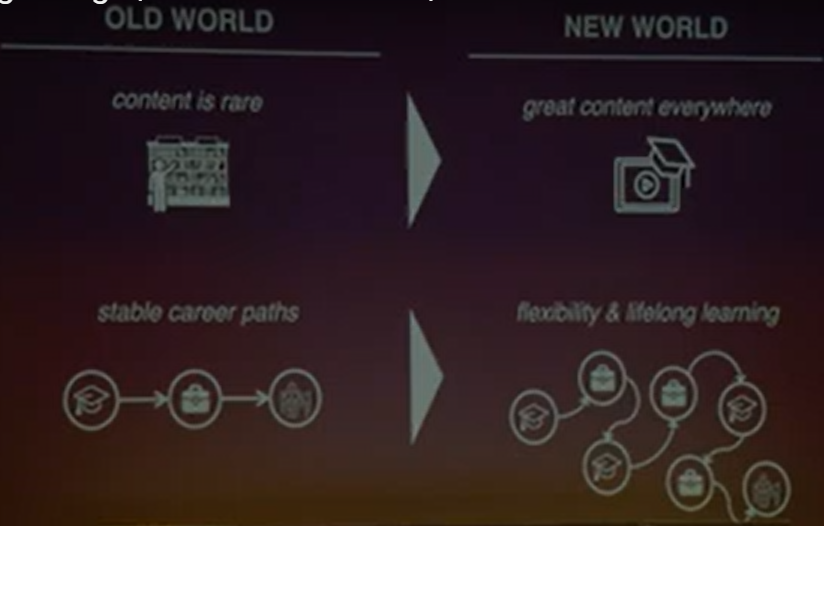 OLD WORLD
NEW WORLD
content is rare
great content everywhere
stable career paths
flexibility & lifelong learning